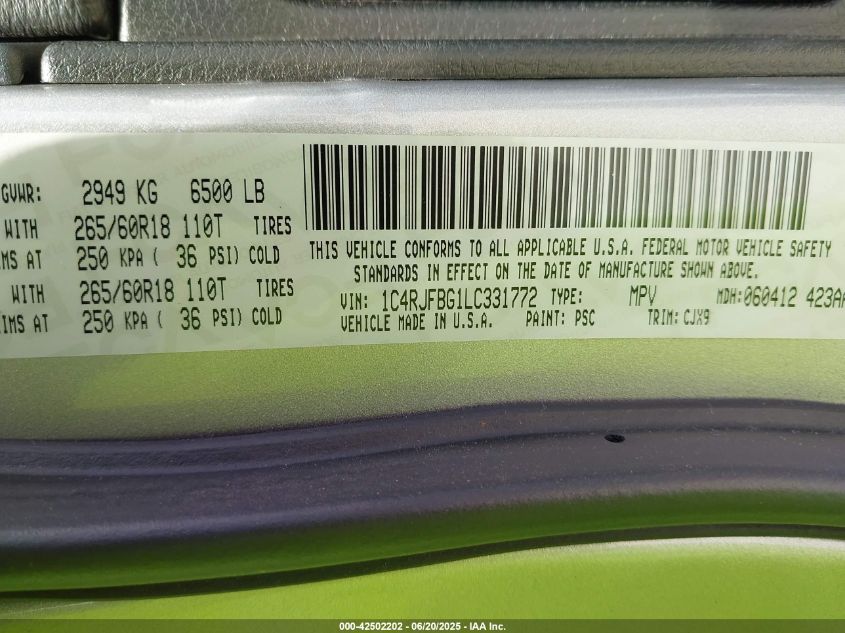 GVWR: 2949 KG 6500 LB
WITH 265/60R18 110T TIRES
IMS AT 250 KPA ( 36 PSI) COLD
WITH 265/60R18 110T TIRES
IMS AT 250 KPA ( 36 PSI) COLD
THIS VEHICLE CONFORMS TO ALL APPLICABLE U.S.A. FEDERAL MOTOR VEHICLE SAFETY
STANDARDS IN EFFECT ON THE DATE OF MANUFACTURE SHOWN ABOVE.
VIN: 1C4RJFBG1LC331772 TYPE: MPV MDH:060412 423AA
VEHICLE MADE IN U.S.A. PAINT: PSC TRIM: CJX9
000-42502202 - 06/20/2025 - IAA Inc.